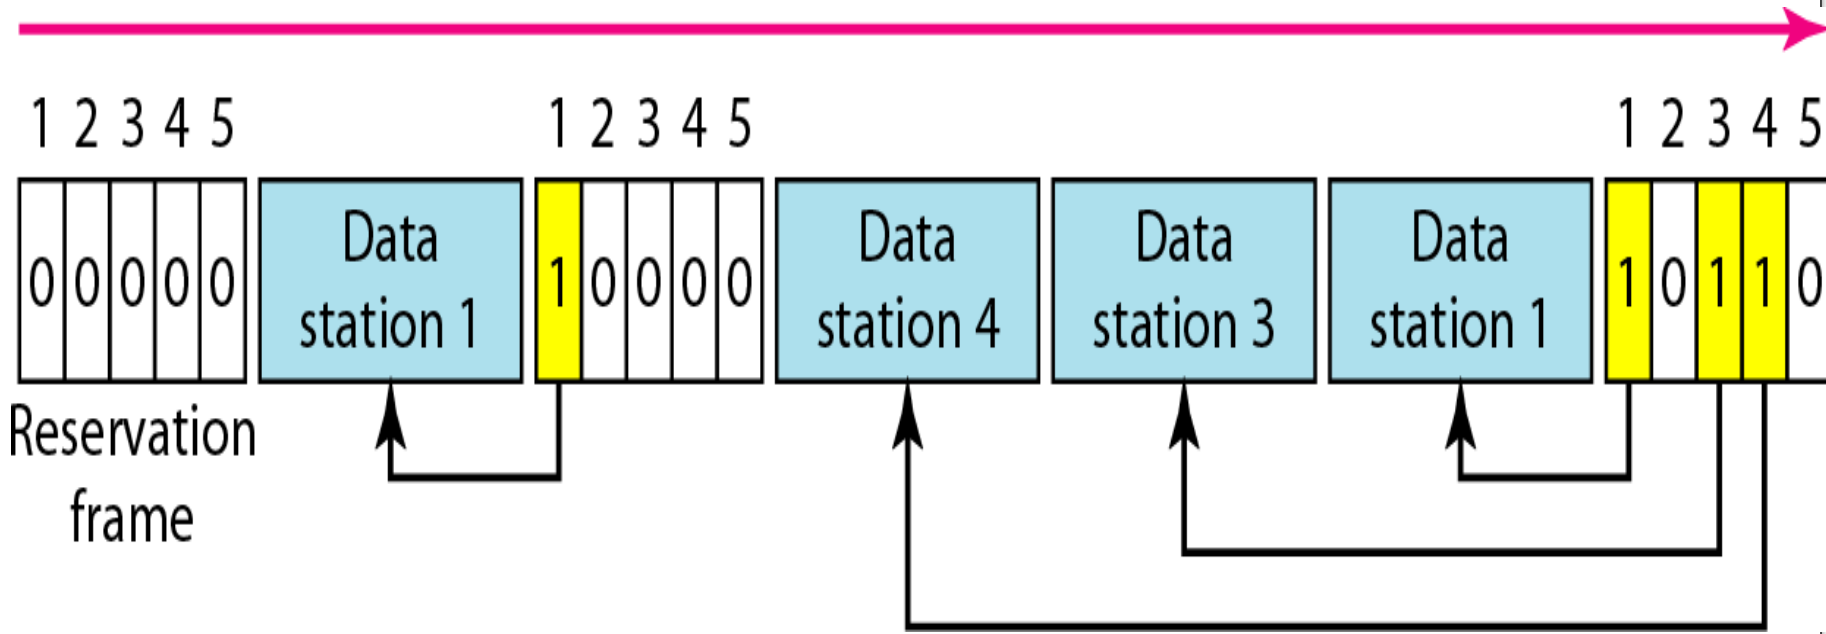 1 2 3 4 5
1 2 3 4 5
1 2 3 4 5
0 0 0 0 0
Data
station 1
1 0 0 0 0
Data
station 4
Data
station 3
Data
station 1
1 0 1 1 0
Reservation
frame